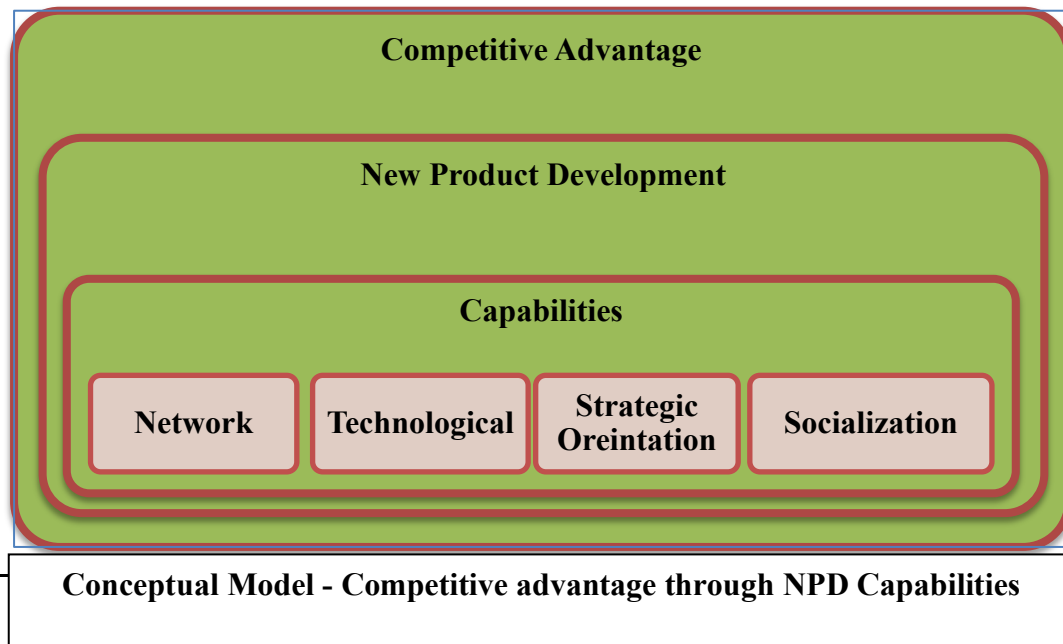 Competitive Advantage
New Product Development
Capabilities
Network
Technological
Strategic
Oreintation
Socialization
Conceptual Model - Competitive advantage through NPD Capabilities